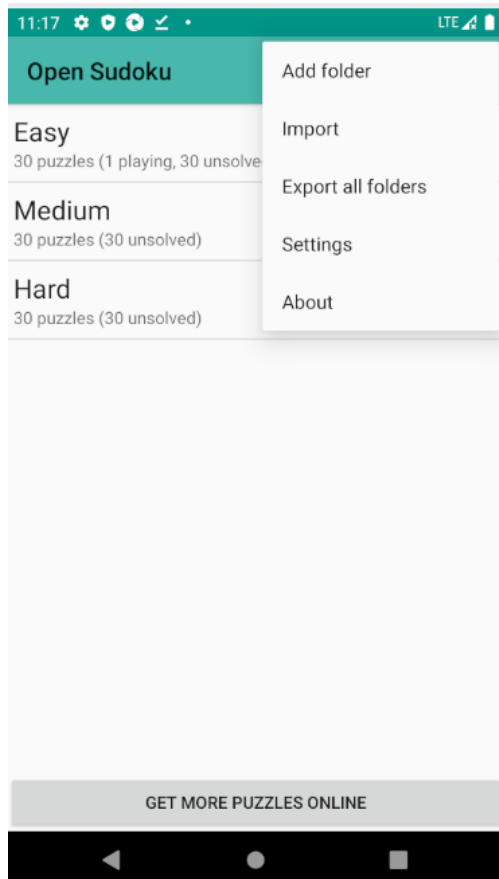 11:17 LTE
Open Sudoku
Add folder
Import
Export all folders
Settings
About
Easy
30 puzzles (1 playing, 30 unsolve
Medium
30 puzzles (30 unsolved)
Hard
30 puzzles (30 unsolved)
GET MORE PUZZLES ONLINE